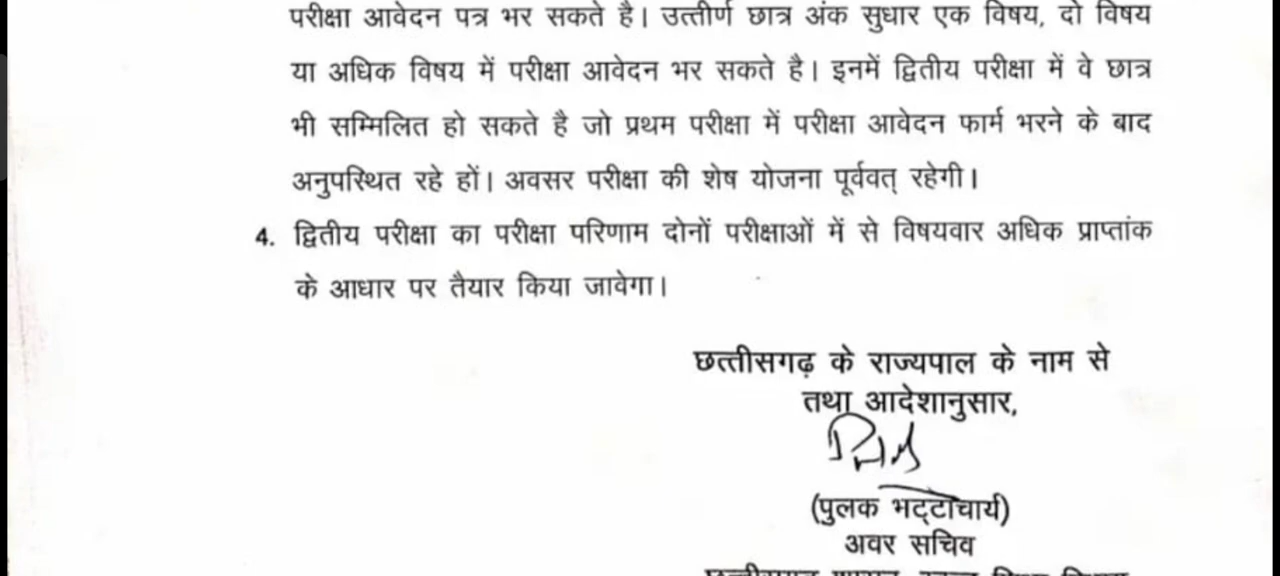 परीक्षा आवेदन पत्र भर सकते है। उत्तीर्ण छात्र अंक सुधार एक विषय, दो विषय
या अधिक विषय में परीक्षा आवेदन भर सकते है। इनमें द्वितीय परीक्षा में वे छात्र
भी सम्मिलित हो सकते है जो प्रथम परीक्षा में परीक्षा आवेदन फार्म भरने के बाद
अनुपस्थित रहे हों। अवसर परीक्षा की शेष योजना पूर्ववत् रहेगी।
4. द्वितीय परीक्षा का परीक्षा परिणाम दोनों परीक्षाओं में से विषयवार अधिक प्राप्तांक
के आधार पर तैयार किया जावेगा।
छत्तीसगढ़ के राज्यपाल के नाम से
तथा आदेशानुसार,
(पुलक भट्टाचार्य)
अवर सचिव